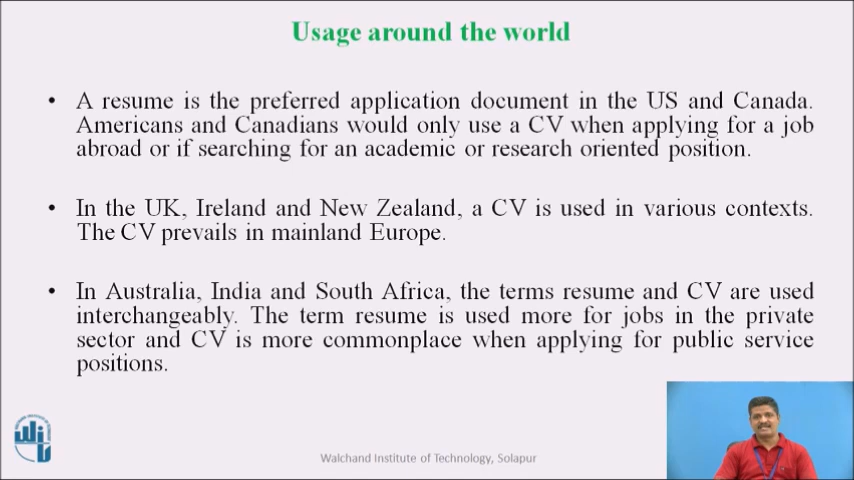 Usage around the world
• A resume is the preferred application document in the US and Canada.
Americans and Canadians would only use a CV when applying for a job
abroad or if searching for an academic or research oriented position.
• In the UK, Ireland and New Zealand, a CV is used in various contexts.
The CV prevails in mainland Europe.
• In Australia, India and South Africa, the terms resume and CV are used
interchangeably. The term resume is used more for jobs in the private
sector and CV is more commonplace when applying for public service
positions.
Walchand Institute of Technology, Solapur